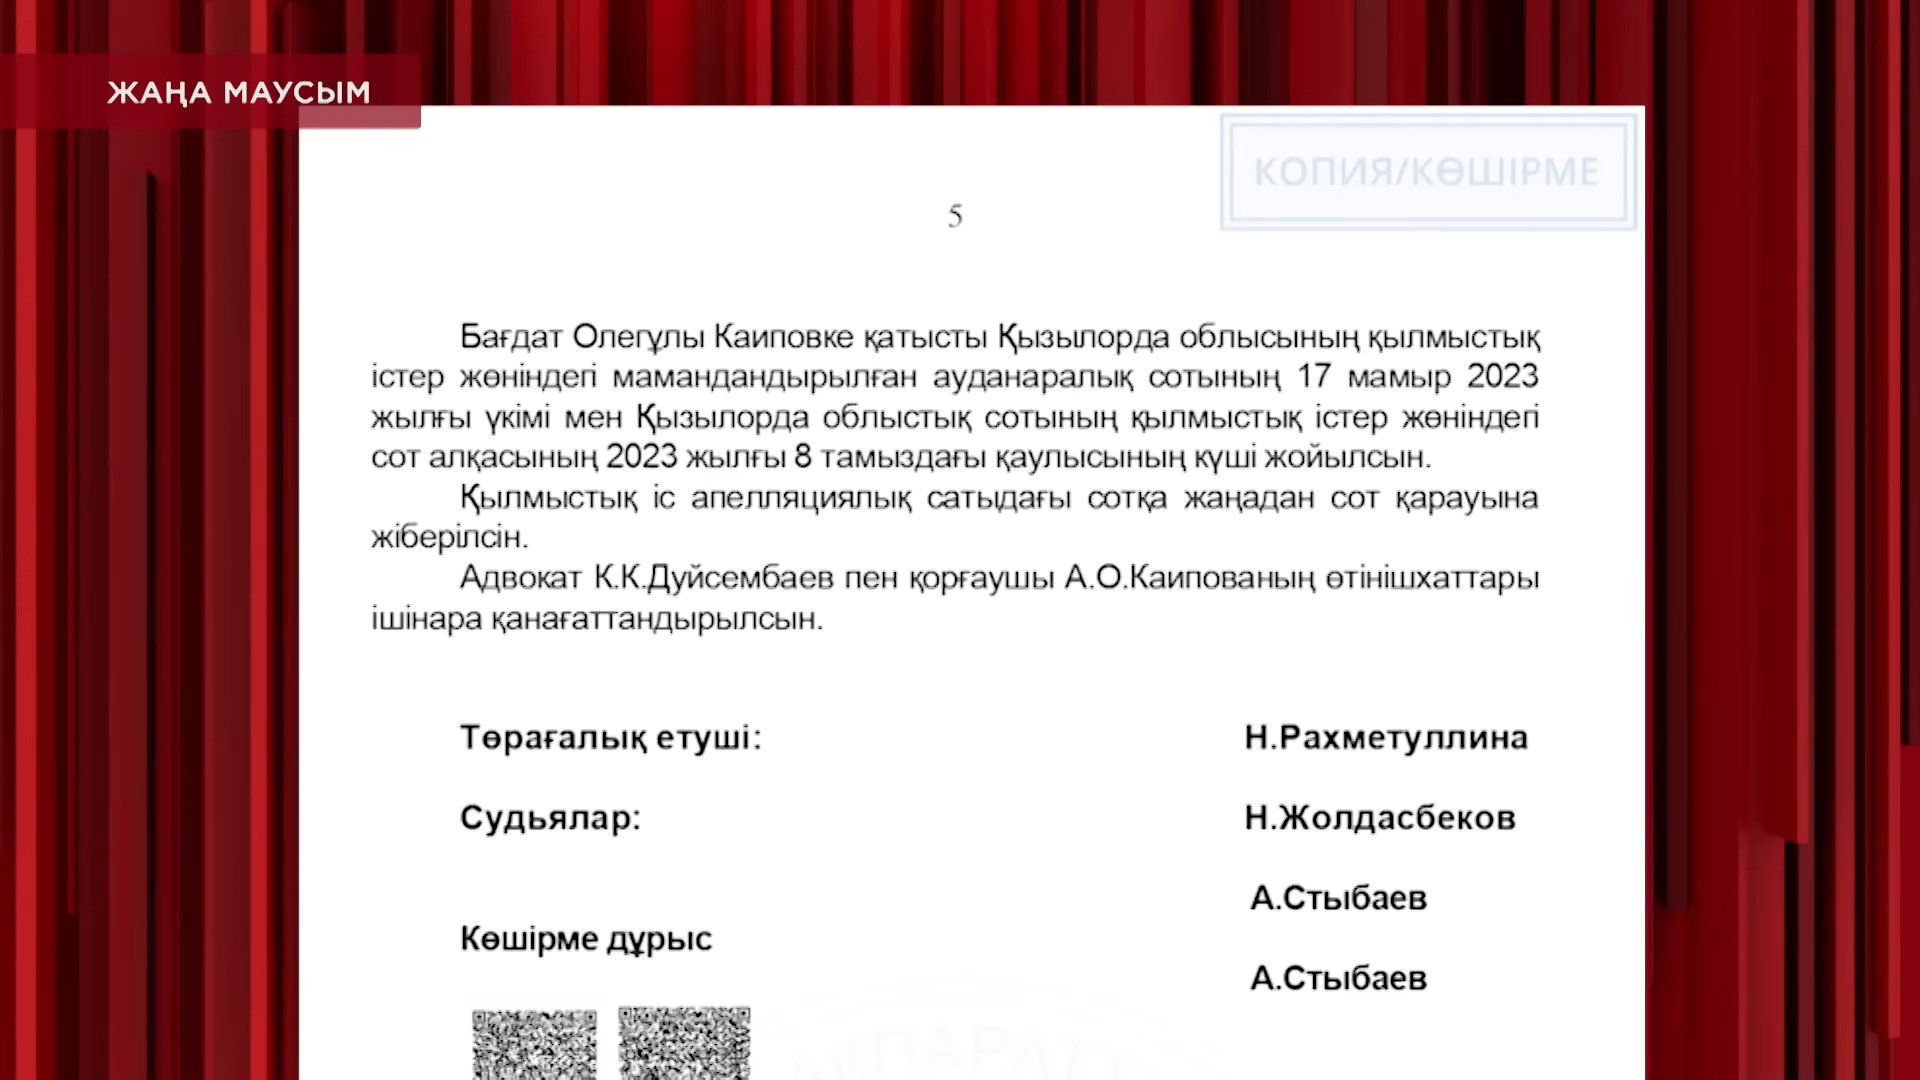 ЖАҢА МАУСЫМ
КОПИЯ/КӨШІРМЕ
5
Бағдат Олегұлы Каиповке қатысты Қызылорда облысының қылмыстық
істер жөніндегі мамандандырылған ауданаралық сотының 17 мамыр 2023
жылғы үкімі мен Қызылорда облыстық сотының қылмыстық істер жөніндегі
сот алқасының 2023 жылғы 8 тамыздағы қаулысының күші жойылсын.
Қылмыстық іс апелляциялық сатыдағы сотқа жаңадан сот қарауына
жіберілсін.
Адвокат К.К.Дуйсембаев пен қорғаушы А.О.Каипованың өтінішхаттары
ішінара қанағаттандырылсын.
Төрағалық етуші: Н.Рахметуллина
Судьялар: Н.Жолдасбеков
А.Стыбаев
Көшірме дұрыс
А.Стыбаев